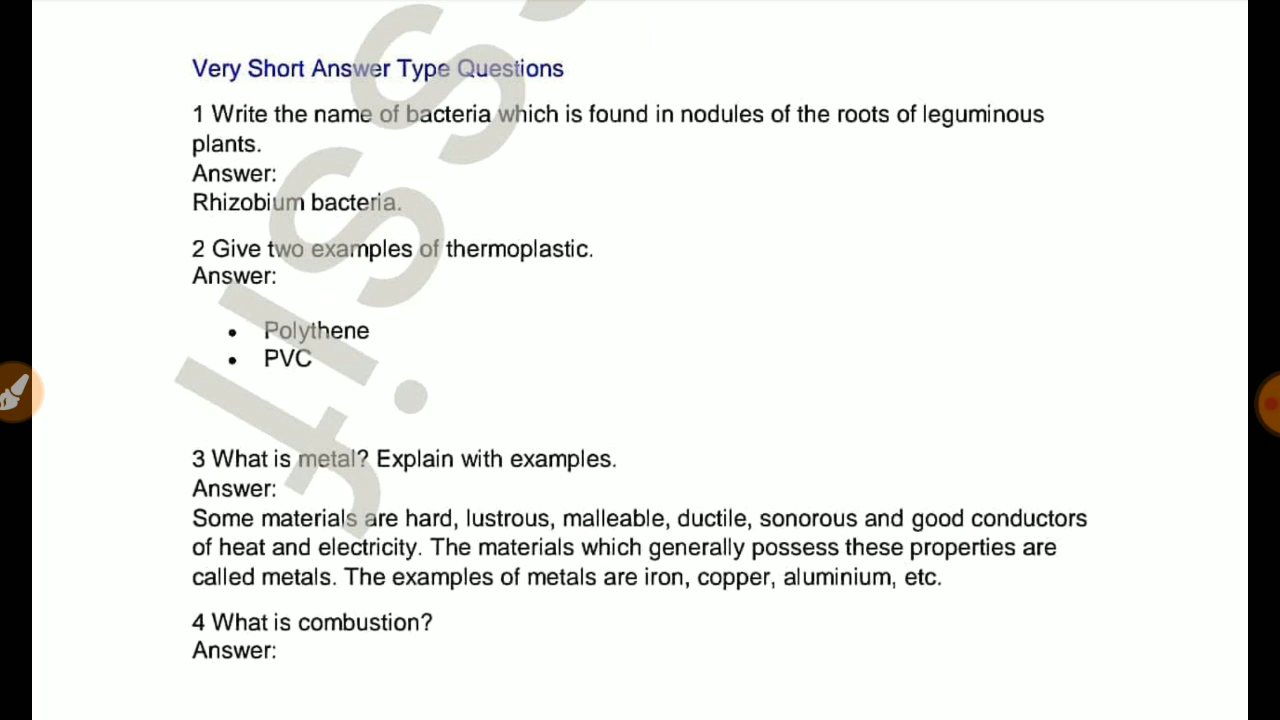 Very Short Answer Type Questions
1 Write the name of bacteria which is found in nodules of the roots of leguminous
plants.
Answer:
Rhizobium bacteria.
2 Give two examples of thermoplastic.
Answer:
• Polythene
• PVC
3 What is metal? Explain with examples.
Answer:
Some materials are hard, lustrous, malleable, ductile, sonorous and good conductors
of heat and electricity. The materials which generally possess these properties are
called metals. The examples of metals are iron, copper, aluminium, etc.
4 What is combustion?
Answer: